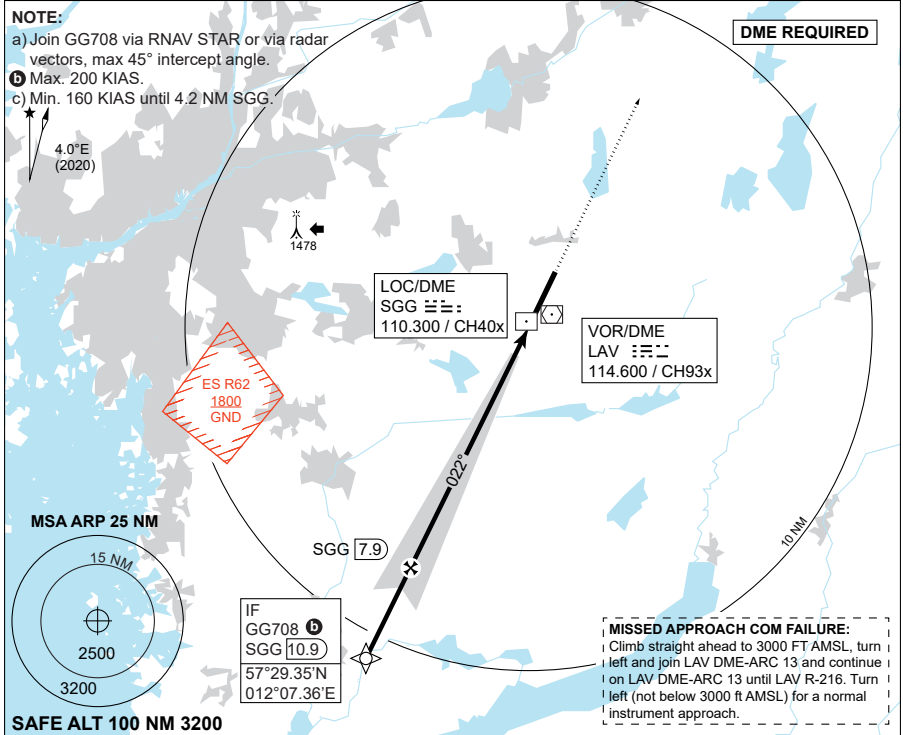 NOTE:
a) Join GG708 via RNAV STAR or via radar
vectors, max 45° intercept angle.
b Max. 200 KIAS.
c) Min. 160 KIAS until 4.2 NM SGG.
DME REQUIRED
4.0°E
(2020)
1478
LOC/DME
SGG
110.300 / CH40x
VOR/DME
LAV
114.600 / CH93x
ES R62
1800
GND
022°
MSA ARP 25 NM
15 NM
2500
3200
SAFE ALT 100 NM 3200
SGG 7.9
10 NM
IF
GG708 b
SGG 10.9
57°29.35'N
012°07.36'E
MISSED APPROACH COM FAILURE:
Climb straight ahead to 3000 FT AMSL, turn
left and join LAV DME-ARC 13 and continue
on LAV DME-ARC 13 until LAV R-216. Turn
left (not below 3000 ft AMSL) for a normal
instrument approach.